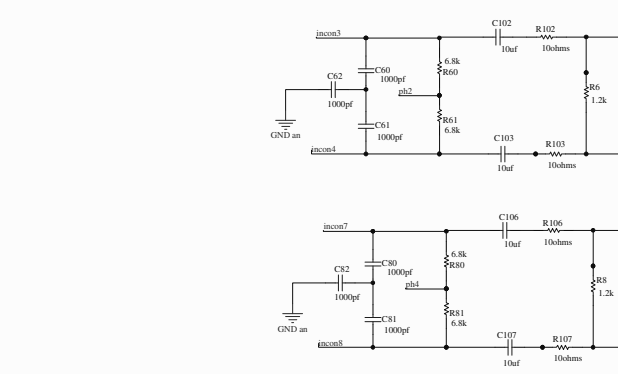 C102
R102
incon3
10uf
10ohms
6.8k
R60
C60
1000pf
C62
1000pf
ph2
R6
1.2k
C61
1000pf
R61
6.8k
GND an
C103
R103
incon4
10uf
10ohms
C106
R106
incon7
10uf
10ohms
6.8k
R80
C80
1000pf
C82
1000pf
ph4
R8
1.2k
C81
1000pf
R81
6.8k
GND an
C107
R107
incon8
10uf
10ohms